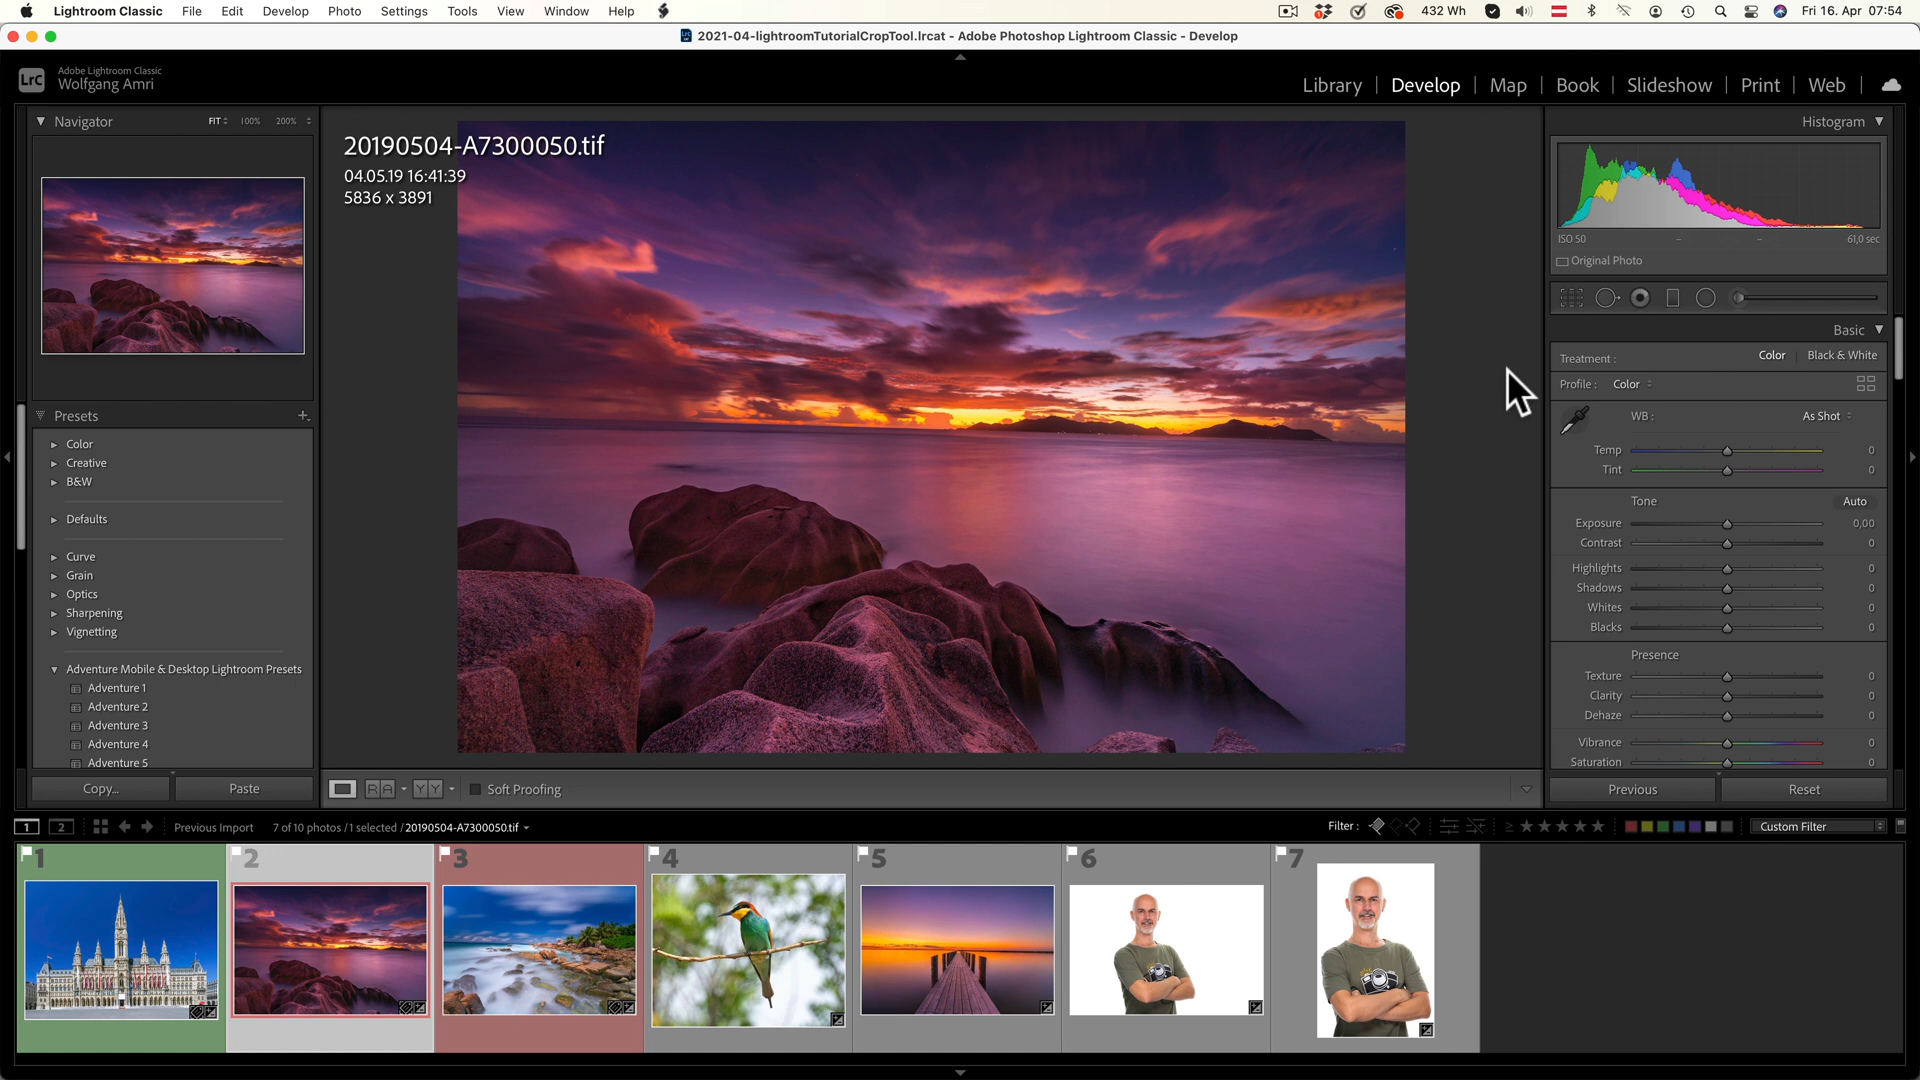 Lightroom Classic File Edit Develop Photo Settings Tools View Window Help 432 Wh Fri 16. Apr 07:54
2021-04-lightroomTutorialCropTool.lrcat - Adobe Photoshop Lightroom Classic - Develop
LrC
Adobe Lightroom Classic
Wolfgang Amri
Library | Develop | Map | Book | Slideshow | Print | Web
Navigator FIT 100% 200%
20190504-A7300050.tif
04.05.19 16:41:39
5836 x 3891
Histogram
ISO 50 – – 61,0 sec
Original Photo
Basic
Treatment : Color Black & White
Profile : Color
WB : As Shot
Temp 0
Tint 0
Tone Auto
Exposure 0,00
Contrast 0
Highlights 0
Shadows 0
Whites 0
Blacks 0
Presence
Texture 0
Clarity 0
Dehaze 0
Vibrance 0
Saturation 0
Previous Reset
Presets +
Color
Creative
B&W
Defaults
Curve
Grain
Optics
Sharpening
Vignetting
Adventure Mobile & Desktop Lightroom Presets
Adventure 1
Adventure 2
Adventure 3
Adventure 4
Adventure 5
Copy... Paste
R A Y Y Soft Proofing
1 2 Previous Import 7 of 10 photos / 1 selected / 20190504-A7300050.tif
Filter : ≥ ★★★★★ Custom Filter
1 2 3 4 5 6 7